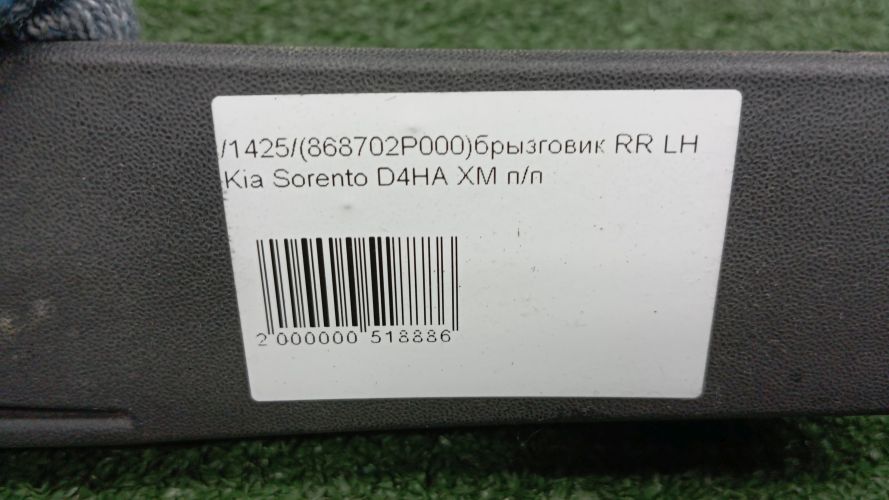 /1425/(868702P000)брызговик RR LH
Kia Sorento D4HA XM п/п
2 000000 518886